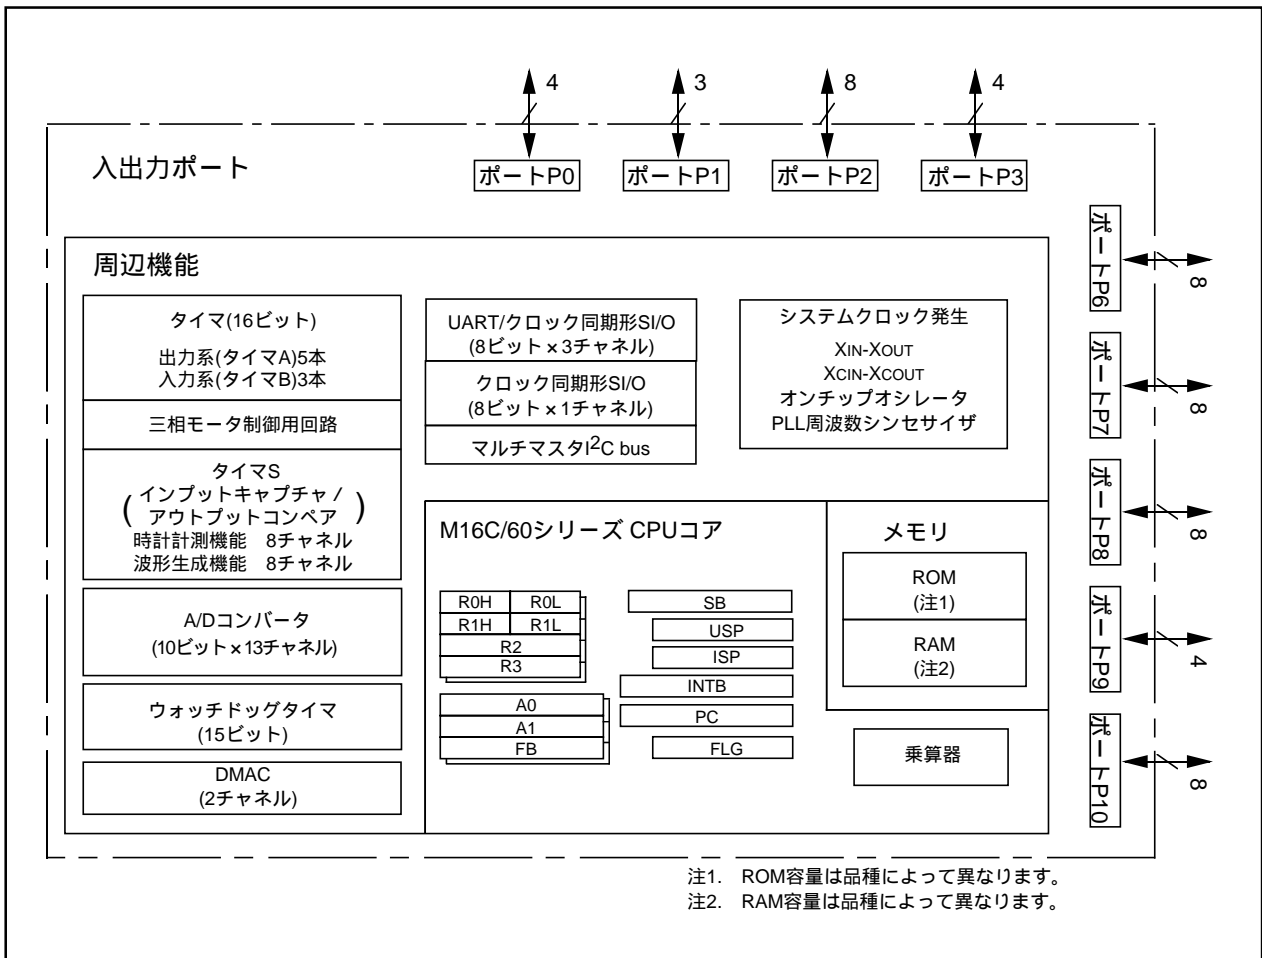 4
3
8
4
入出力ポート
ポートP0
ポートP1
ポートP2
ポートP3
周辺機能
タイマ(16ビット)
出力系(タイマA)5本
入力系(タイマB)3本
三相モータ制御用回路
タイマS
(インプットキャプチャ /
アウトプットコンペア)
時計計測機能 8チャネル
波形生成機能 8チャネル
A/Dコンバータ
(10ビット×13チャネル)
ウォッチドッグタイマ
(15ビット)
DMAC
(2チャネル)
UART/クロック同期形SI/O
(8ビット×3チャネル)
クロック同期形SI/O
(8ビット×1チャネル)
マルチマスタI2C bus
システムクロック発生
XIN-XOUT
XCIN-XCOUT
オンチップオシレータ
PLL周波数シンセサイザ
M16C/60シリーズ CPUコア
R0H
R0L
R1H
R1L
R2
R3
A0
A1
FB
SB
USP
ISP
INTB
PC
FLG
メモリ
ROM
(注1)
RAM
(注2)
乗算器
ポートP6
8
ポートP7
8
ポートP8
8
ポートP9
4
ポートP10
8
注1. ROM容量は品種によって異なります。
注2. RAM容量は品種によって異なります。